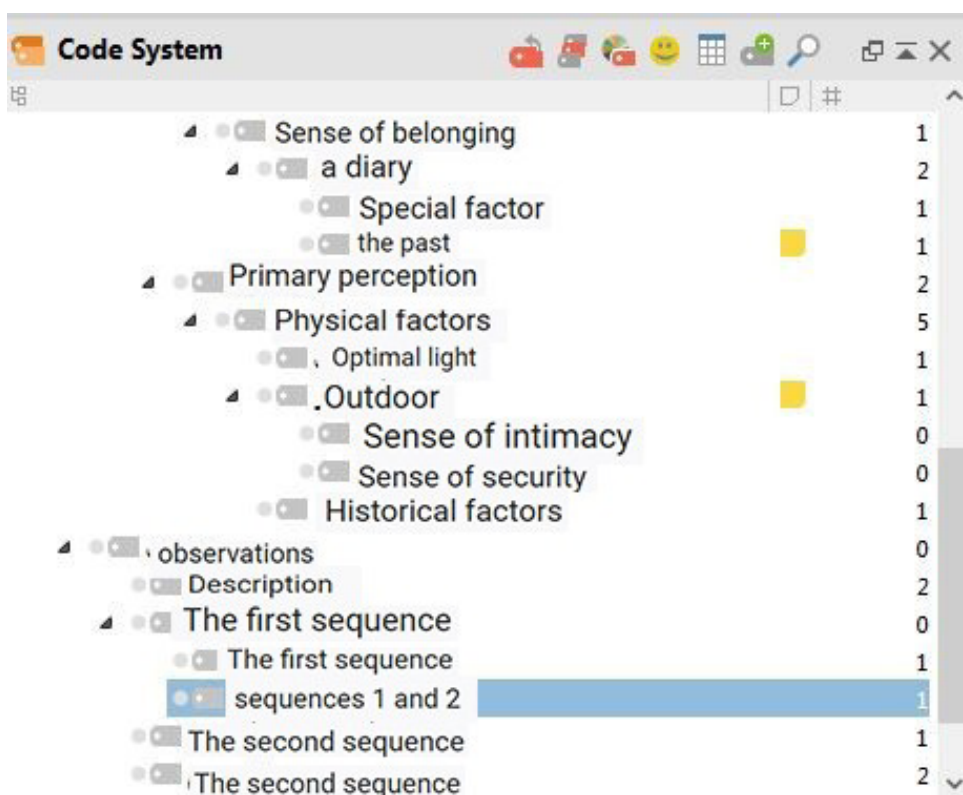 Code System
#
Sense of belonging 1
a diary 2
Special factor 1
the past 1
Primary perception 2
Physical factors 5
Optimal light 1
.Outdoor 1
Sense of intimacy 0
Sense of security 0
Historical factors 1
observations 0
Description 2
The first sequence 0
The first sequence 1
sequences 1 and 2 1
The second sequence 1
The second sequence 2